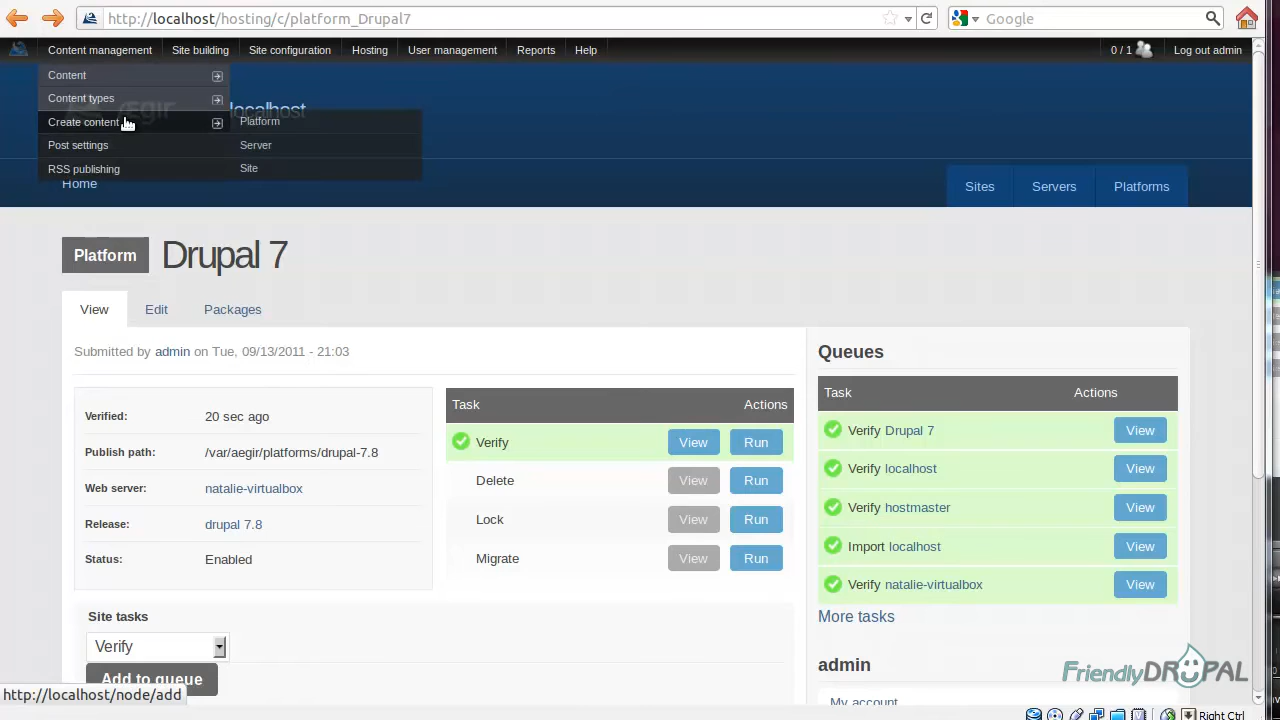 http://localhost/hosting/c/platform_Drupal7
Google
Content management Site building Site configuration Hosting User management Reports Help 0 / 1 Log out admin
Content
Content types
Create content
Post settings
RSS publishing
Platform
Server
Site
Ægir localhost
Home
Sites Servers Platforms
Platform Drupal 7
View Edit Packages
Submitted by admin on Tue, 09/13/2011 - 21:03
Verified: 20 sec ago
Publish path: /var/aegir/platforms/drupal-7.8
Web server: natalie-virtualbox
Release: drupal 7.8
Status: Enabled
Task Actions
Verify View Run
Delete View Run
Lock View Run
Migrate View Run
Site tasks
Verify
Add to queue
Queues
Task Actions
Verify Drupal 7 View
Verify localhost View
Verify hostmaster View
Import localhost View
Verify natalie-virtualbox View
More tasks
admin
My account
FriendlyDRUPAL
http://localhost/node/add
Right Ctrl